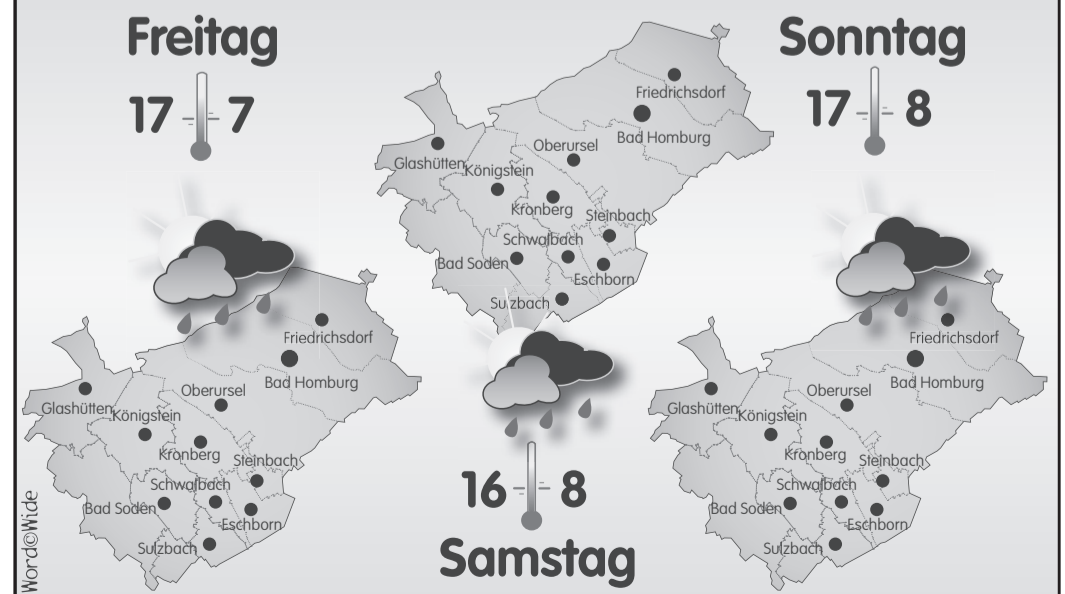 Freitag
17 7
Glashütten
Königstein
Oberursel
Friedrichsdorf
Bad Homburg
Kronberg
Steinbach
Schwalbach
Bad Soden
Eschborn
Sulzbach
Friedrichsdorf
Bad Homburg
Oberursel
Glashütten
Königstein
Kronberg
Steinbach
Schwalbach
Bad Soden
Eschborn
Sulzbach
16 8
Samstag
Sonntag
17 8
Friedrichsdorf
Bad Homburg
Oberursel
Glashütten
Königstein
Kronberg
Steinbach
Schwalbach
Bad Soden
Eschborn
Sulzbach
Word©Wide